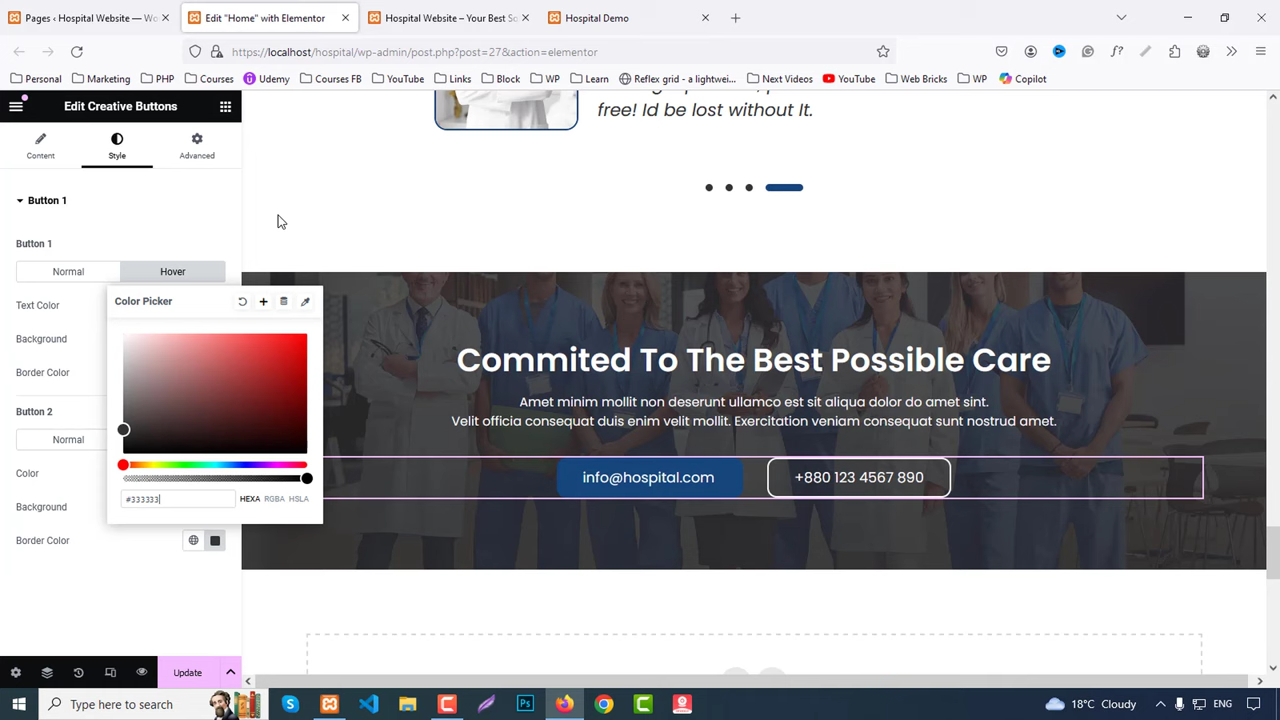 Pages ‹ Hospital Website — Wo
Edit "Home" with Elementor
Hospital Website – Your Best So
Hospital Demo
https://localhost/hospital/wp-admin/post.php?post=27&action=elementor
Personal
Marketing
PHP
Courses
Udemy
Courses FB
YouTube
Links
Block
WP
Learn
Reflex grid - a lightwei...
Next Videos
YouTube
Web Bricks
WP
Copilot
Edit Creative Buttons
Content
Style
Advanced
Button 1
Button 1
Normal
Hover
Text Color
Background
Border Color
Button 2
Normal
Color
Background
Border Color
Color Picker
#333333
HEXA
RGBA
HSLA
Update
free! Id be lost without It.
Commited To The Best Possible Care
Amet minim mollit non deserunt ullamco est sit aliqua dolor do amet sint.
Velit officia consequat duis enim velit mollit. Exercitation veniam consequat sunt nostrud amet.
info@hospital.com
+880 123 4567 890
Type here to search
18°C Cloudy
ENG